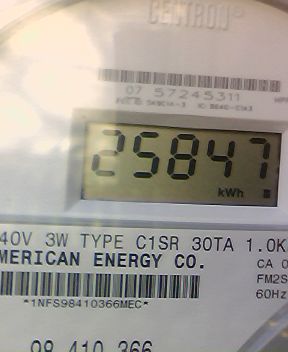 CENTRON®
07 57245311
25847
kWh
40V 3W TYPE C1SR 30TA 1.0K
MERICAN ENERGY CO.
CA 0
FM2S
60Hz
*1NFS98410366MEC*
98 410 366